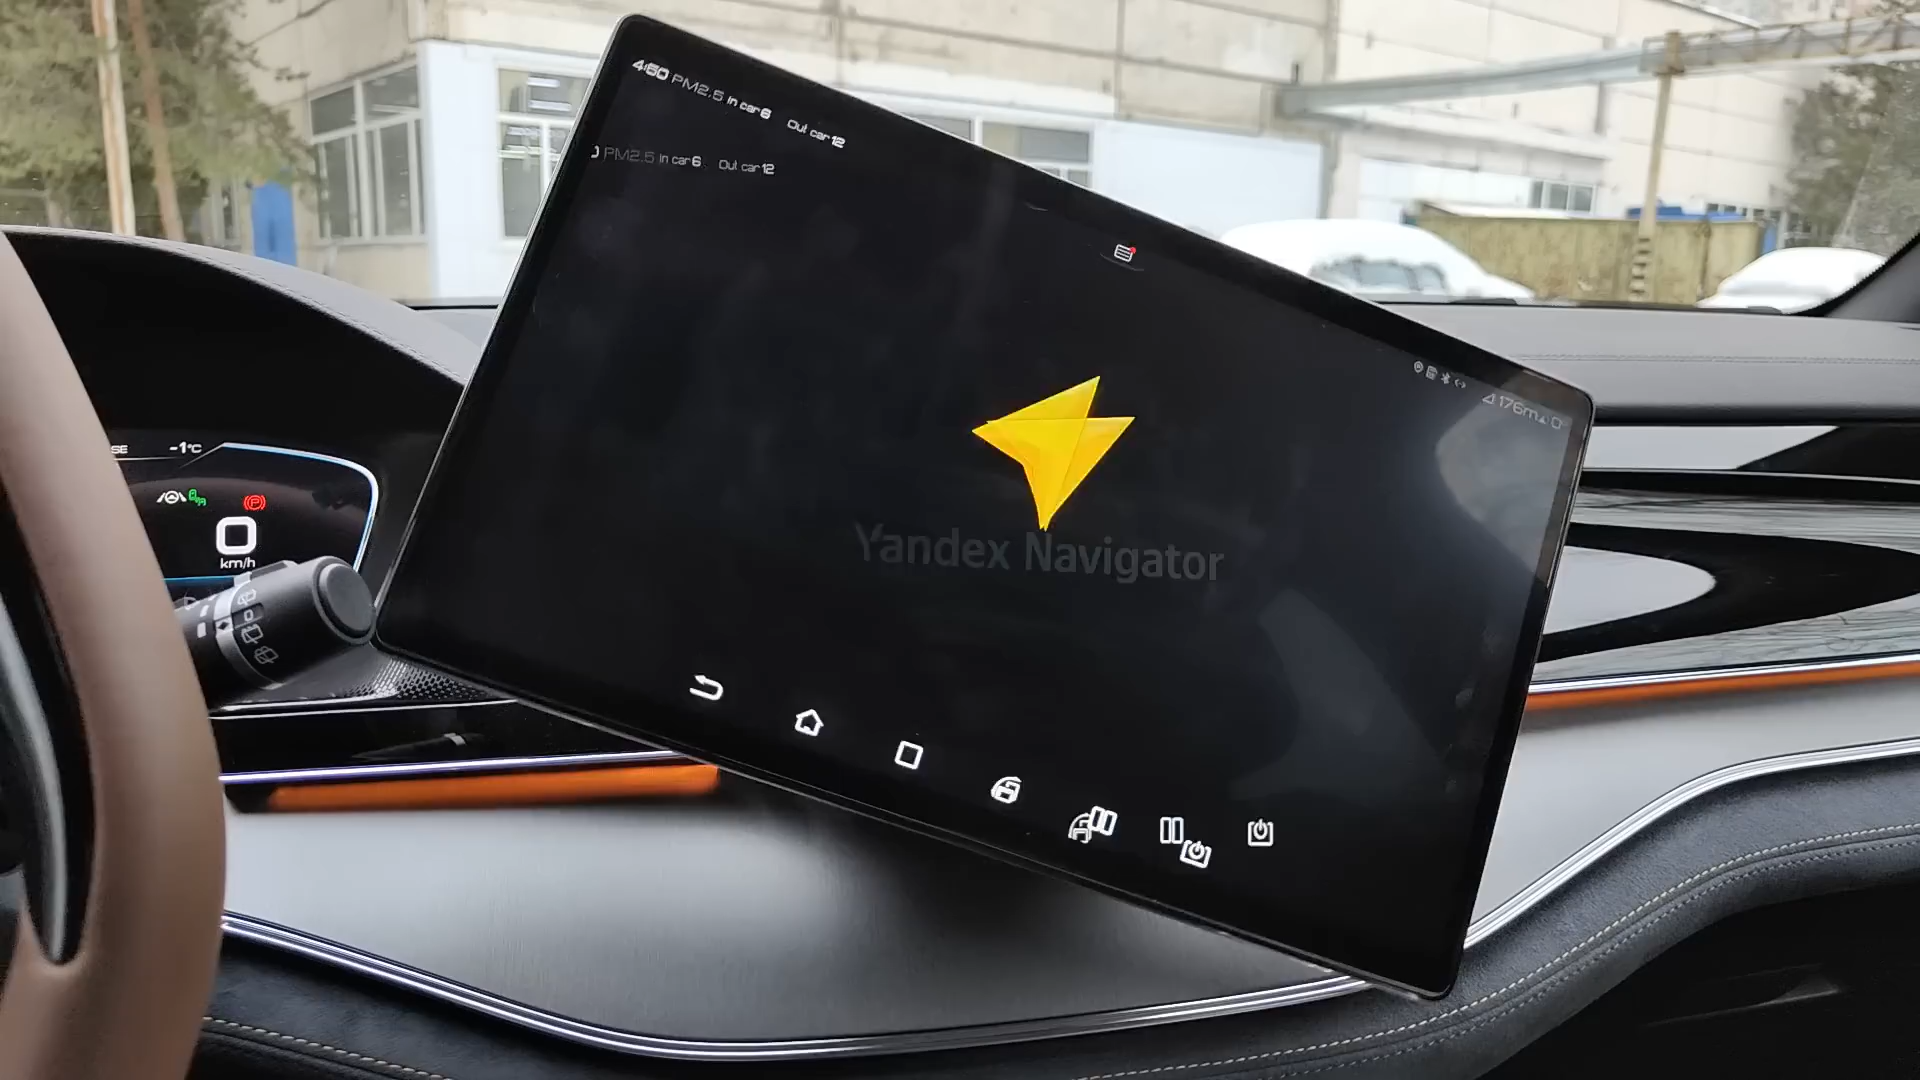 4:50 PM2.5 In car 6 Out car 12
PM2.5 In car 6 Out car 12
176m
-1°C
0
km/h
Yandex Navigator